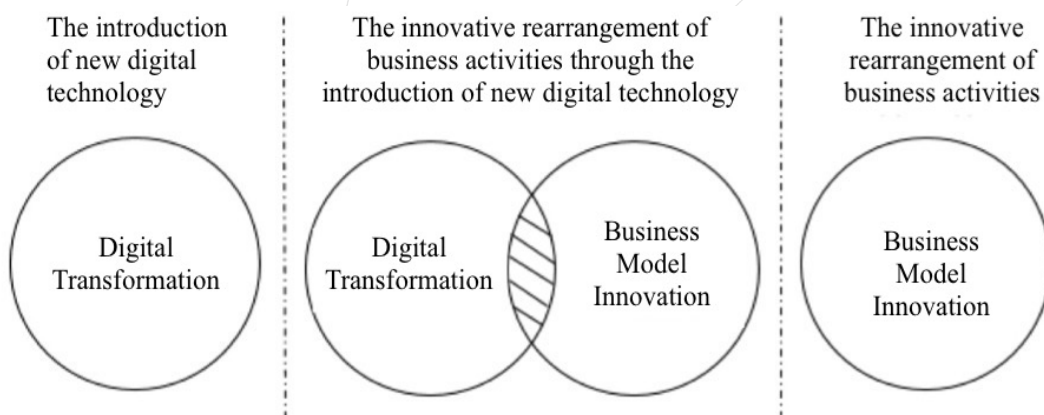 The introduction
of new digital
technology
The innovative rearrangement of
business activities through the
introduction of new digital technology
The innovative
rearrangement of
business activities
Digital
Transformation
Digital
Transformation
Business
Model
Innovation
Business
Model
Innovation